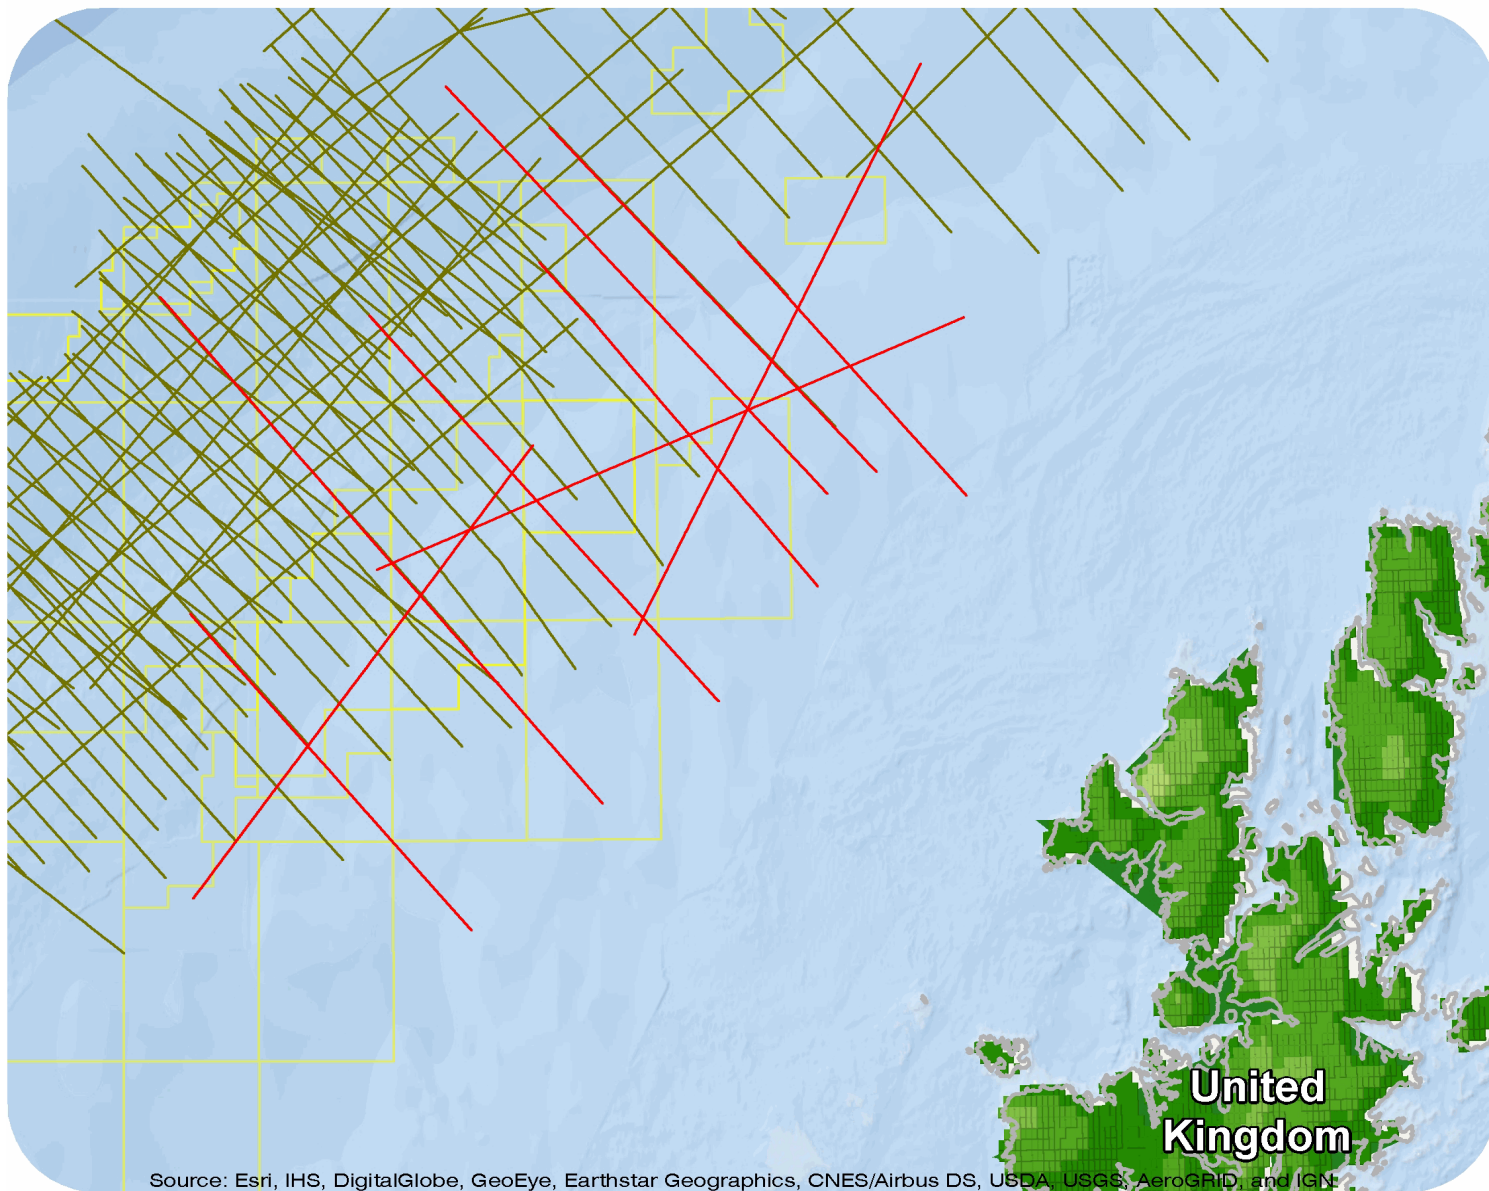 United
Kingdom
Source: Esri, IHS, DigitalGlobe, GeoEye, Earthstar Geographics, CNES/Airbus DS, USDA, USGS, AeroGRID, and IGN